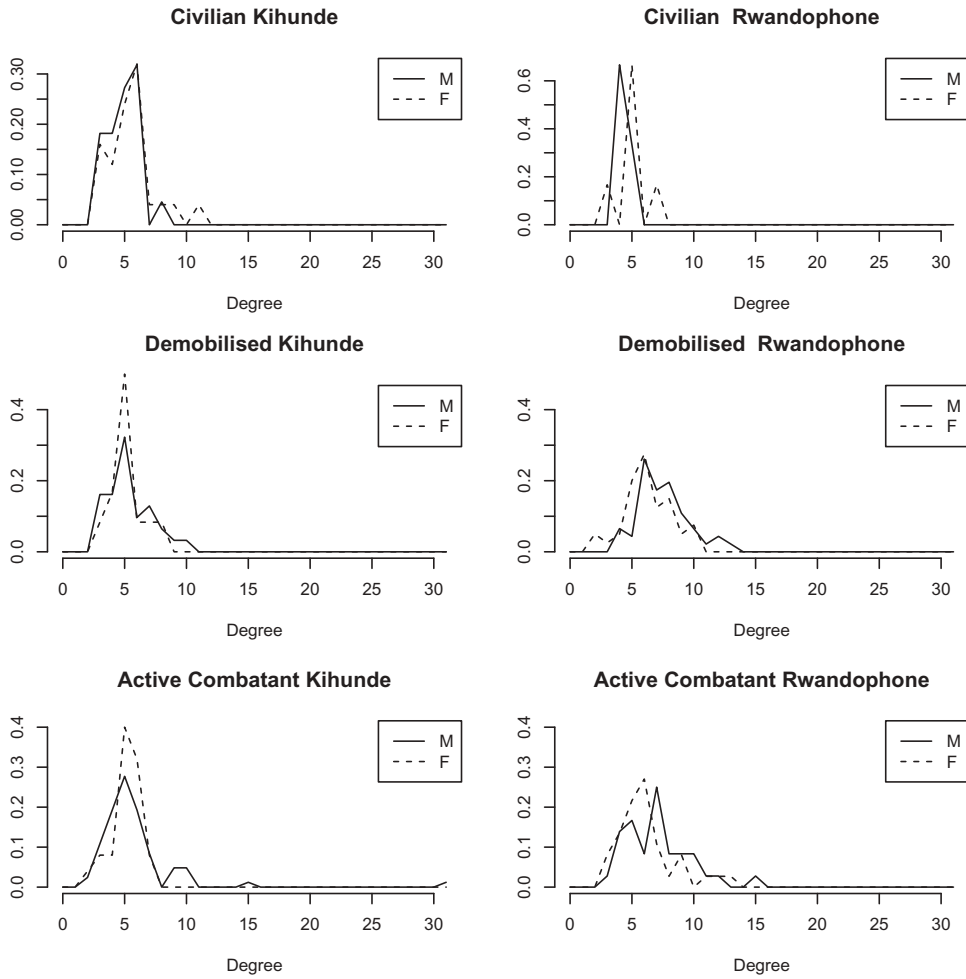 Civilian Kihunde
0.00 0.10 0.20 0.30
M
F
0 5 10 15 20 25 30
Degree
Civilian Rwandophone
0.0 0.2 0.4 0.6
M
F
0 5 10 15 20 25 30
Degree
Demobilised Kihunde
0.0 0.2 0.4
M
F
0 5 10 15 20 25 30
Degree
Demobilised Rwandophone
0.0 0.2 0.4
M
F
0 5 10 15 20 25 30
Degree
Active Combatant Kihunde
0.0 0.1 0.2 0.3 0.4
M
F
0 5 10 15 20 25 30
Degree
Active Combatant Rwandophone
0.0 0.1 0.2 0.3 0.4
M
F
0 5 10 15 20 25 30
Degree